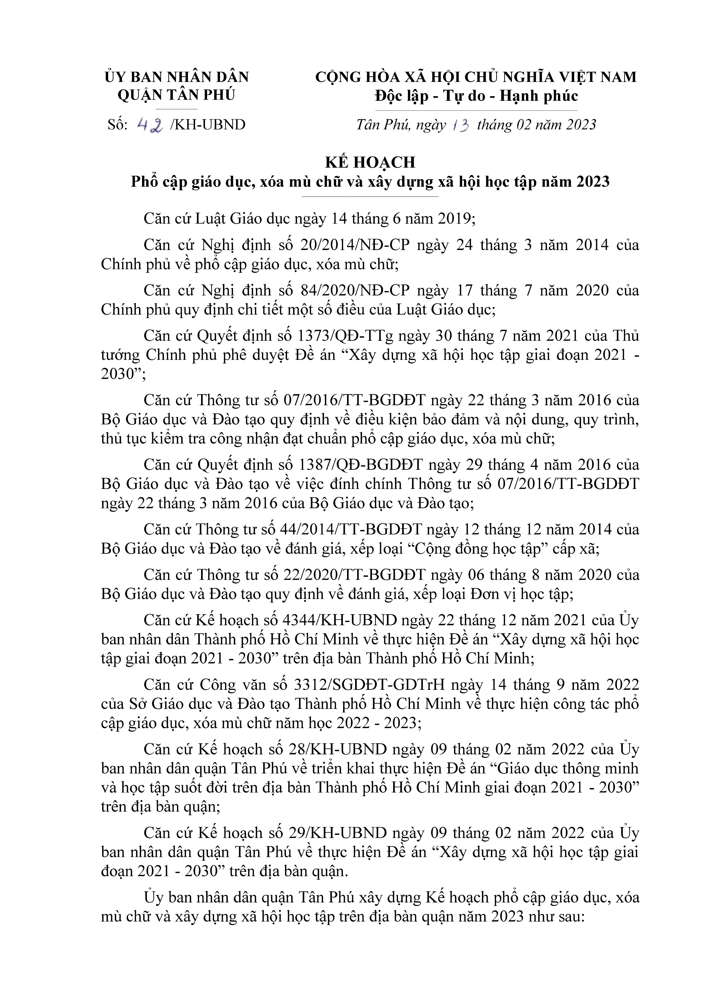 ỦY BAN NHÂN DÂN
QUẬN TÂN PHÚ
Số: 42 /KH-UBND
CỘNG HÒA XÃ HỘI CHỦ NGHĨA VIỆT NAM
Độc lập - Tự do - Hạnh phúc
Tân Phú, ngày 13 tháng 02 năm 2023
KẾ HOẠCH
Phổ cập giáo dục, xóa mù chữ và xây dựng xã hội học tập năm 2023
Căn cứ Luật Giáo dục ngày 14 tháng 6 năm 2019;
Căn cứ Nghị định số 20/2014/NĐ-CP ngày 24 tháng 3 năm 2014 của
Chính phủ về phổ cập giáo dục, xóa mù chữ;
Căn cứ Nghị định số 84/2020/NĐ-CP ngày 17 tháng 7 năm 2020 của
Chính phủ quy định chi tiết một số điều của Luật Giáo dục;
Căn cứ Quyết định số 1373/QĐ-TTg ngày 30 tháng 7 năm 2021 của Thủ
tướng Chính phủ phê duyệt Đề án “Xây dựng xã hội học tập giai đoạn 2021 -
2030”;
Căn cứ Thông tư số 07/2016/TT-BGDĐT ngày 22 tháng 3 năm 2016 của
Bộ Giáo dục và Đào tạo quy định về điều kiện bảo đảm và nội dung, quy trình,
thủ tục kiểm tra công nhận đạt chuẩn phổ cập giáo dục, xóa mù chữ;
Căn cứ Quyết định số 1387/QĐ-BGDĐT ngày 29 tháng 4 năm 2016 của
Bộ Giáo dục và Đào tạo về việc đính chính Thông tư số 07/2016/TT-BGDĐT
ngày 22 tháng 3 năm 2016 của Bộ Giáo dục và Đào tạo;
Căn cứ Thông tư số 44/2014/TT-BGDĐT ngày 12 tháng 12 năm 2014 của
Bộ Giáo dục và Đào tạo về đánh giá, xếp loại “Cộng đồng học tập” cấp xã;
Căn cứ Thông tư số 22/2020/TT-BGDĐT ngày 06 tháng 8 năm 2020 của
Bộ Giáo dục và Đào tạo quy định về đánh giá, xếp loại Đơn vị học tập;
Căn cứ Kế hoạch số 4344/KH-UBND ngày 22 tháng 12 năm 2021 của Ủy
ban nhân dân Thành phố Hồ Chí Minh về thực hiện Đề án “Xây dựng xã hội học
tập giai đoạn 2021 - 2030” trên địa bàn Thành phố Hồ Chí Minh;
Căn cứ Công văn số 3312/SGDĐT-GDTrH ngày 14 tháng 9 năm 2022
của Sở Giáo dục và Đào tạo Thành phố Hồ Chí Minh về thực hiện công tác phổ
cập giáo dục, xóa mù chữ năm học 2022 - 2023;
Căn cứ Kế hoạch số 28/KH-UBND ngày 09 tháng 02 năm 2022 của Ủy
ban nhân dân quận Tân Phú về triển khai thực hiện Đề án “Giáo dục thông minh
và học tập suốt đời trên địa bàn Thành phố Hồ Chí Minh giai đoạn 2021 - 2030”
trên địa bàn quận;
Căn cứ Kế hoạch số 29/KH-UBND ngày 09 tháng 02 năm 2022 của Ủy
ban nhân dân quận Tân Phú về thực hiện Đề án “Xây dựng xã hội học tập giai
đoạn 2021 - 2030” trên địa bàn quận.
Ủy ban nhân dân quận Tân Phú xây dựng Kế hoạch phổ cập giáo dục, xóa
mù chữ và xây dựng xã hội học tập trên địa bàn quận năm 2023 như sau: